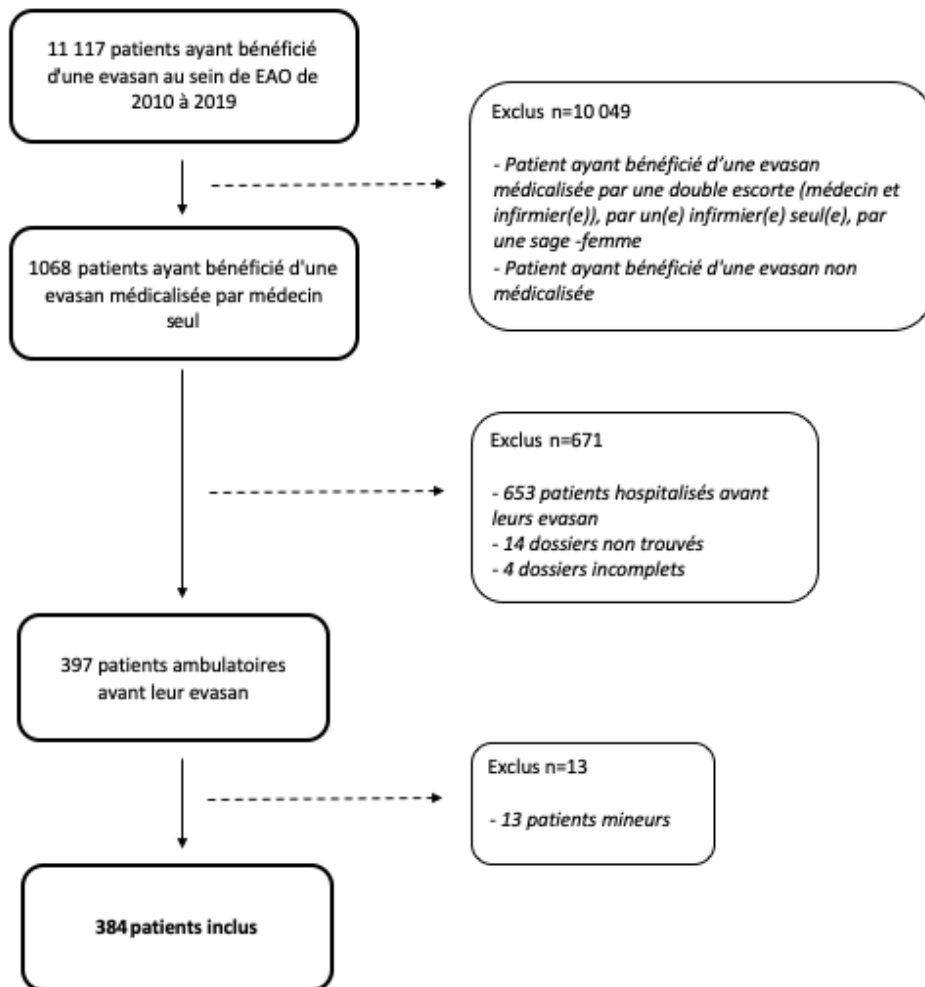 11 117 patients ayant bénéficié
d'une evasan au sein de EAO de
2010 à 2019
Exclus n=10 049
- Patient ayant bénéficié d'une evasan
médicalisée par une double escorte (médecin et
infirmier(e)), par un(e) infirmier(e) seul(e), par
une sage -femme
- Patient ayant bénéficié d'une evasan non
médicalisée
1068 patients ayant bénéficié d'une
evasan médicalisée par médecin
seul
Exclus n=671
- 653 patients hospitalisés avant
leurs evasan
- 14 dossiers non trouvés
- 4 dossiers incomplets
397 patients ambulatoires
avant leur evasan
Exclus n=13
- 13 patients mineurs
384 patients inclus